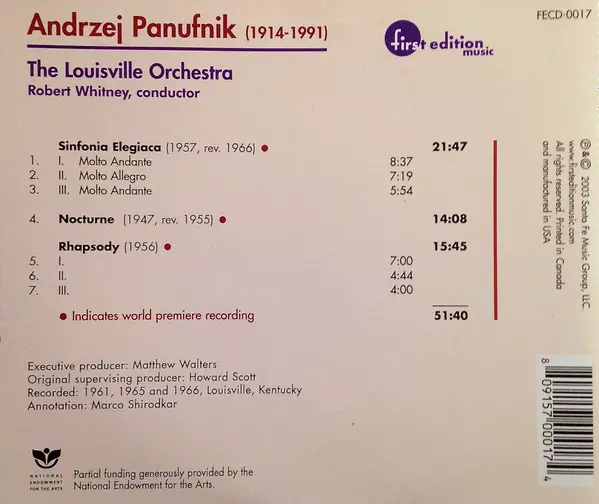 Andrzej Panufnik (1914-1991)
first edition
music
FECD-0017
The Louisville Orchestra
Robert Whitney, conductor
Sinfonia Elegiaca (1957, rev. 1966) ● 21:47
1. I. Molto Andante 8:37
2. II. Molto Allegro 7:19
3. III. Molto Andante 5:54
4. Nocturne (1947, rev. 1955) ● 14:08
Rhapsody (1956) ● 15:45
5. I. 7:00
6. II. 4:44
7. III. 4:00
● Indicates world premiere recording 51:40
Executive producer: Matthew Walters
Original supervising producer: Howard Scott
Recorded: 1961, 1965 and 1966, Louisville, Kentucky
Annotation: Marco Shirodkar
NATIONAL
ENDOWMENT
FOR THE ARTS
Partial funding generously provided by the
National Endowment for the Arts.
℗ & © 2003 Santa Fe Music Group, LLC
www.firsteditionmusic.com
All rights reserved. Printed in Canada
and manufactured in USA
8 09157 00017 4